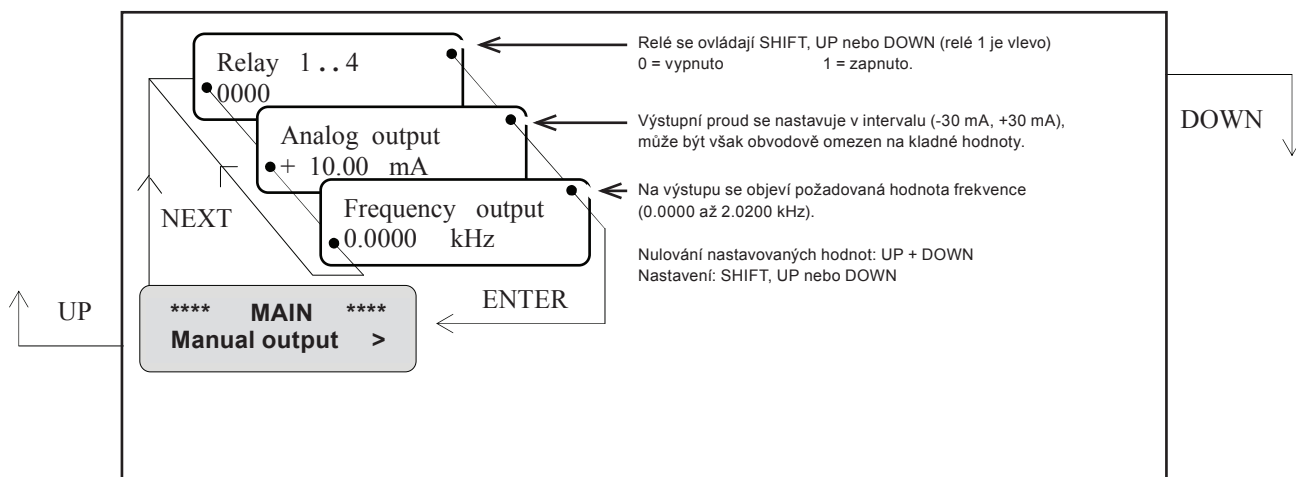 Relay 1 . . 4
0000
Relé se ovládají SHIFT, UP nebo DOWN (relé 1 je vlevo)
0 = vypnuto 1 = zapnuto.
Analog output
+ 10.00 mA
Výstupní proud se nastavuje v intervalu (-30 mA, +30 mA),
může být však obvodově omezen na kladné hodnoty.
DOWN
Frequency output
0.0000 kHz
Na výstupu se objeví požadovaná hodnota frekvence
(0.0000 až 2.0200 kHz).
NEXT
Nulování nastavovaných hodnot: UP + DOWN
Nastavení: SHIFT, UP nebo DOWN
UP
**** MAIN ****
Manual output >
ENTER